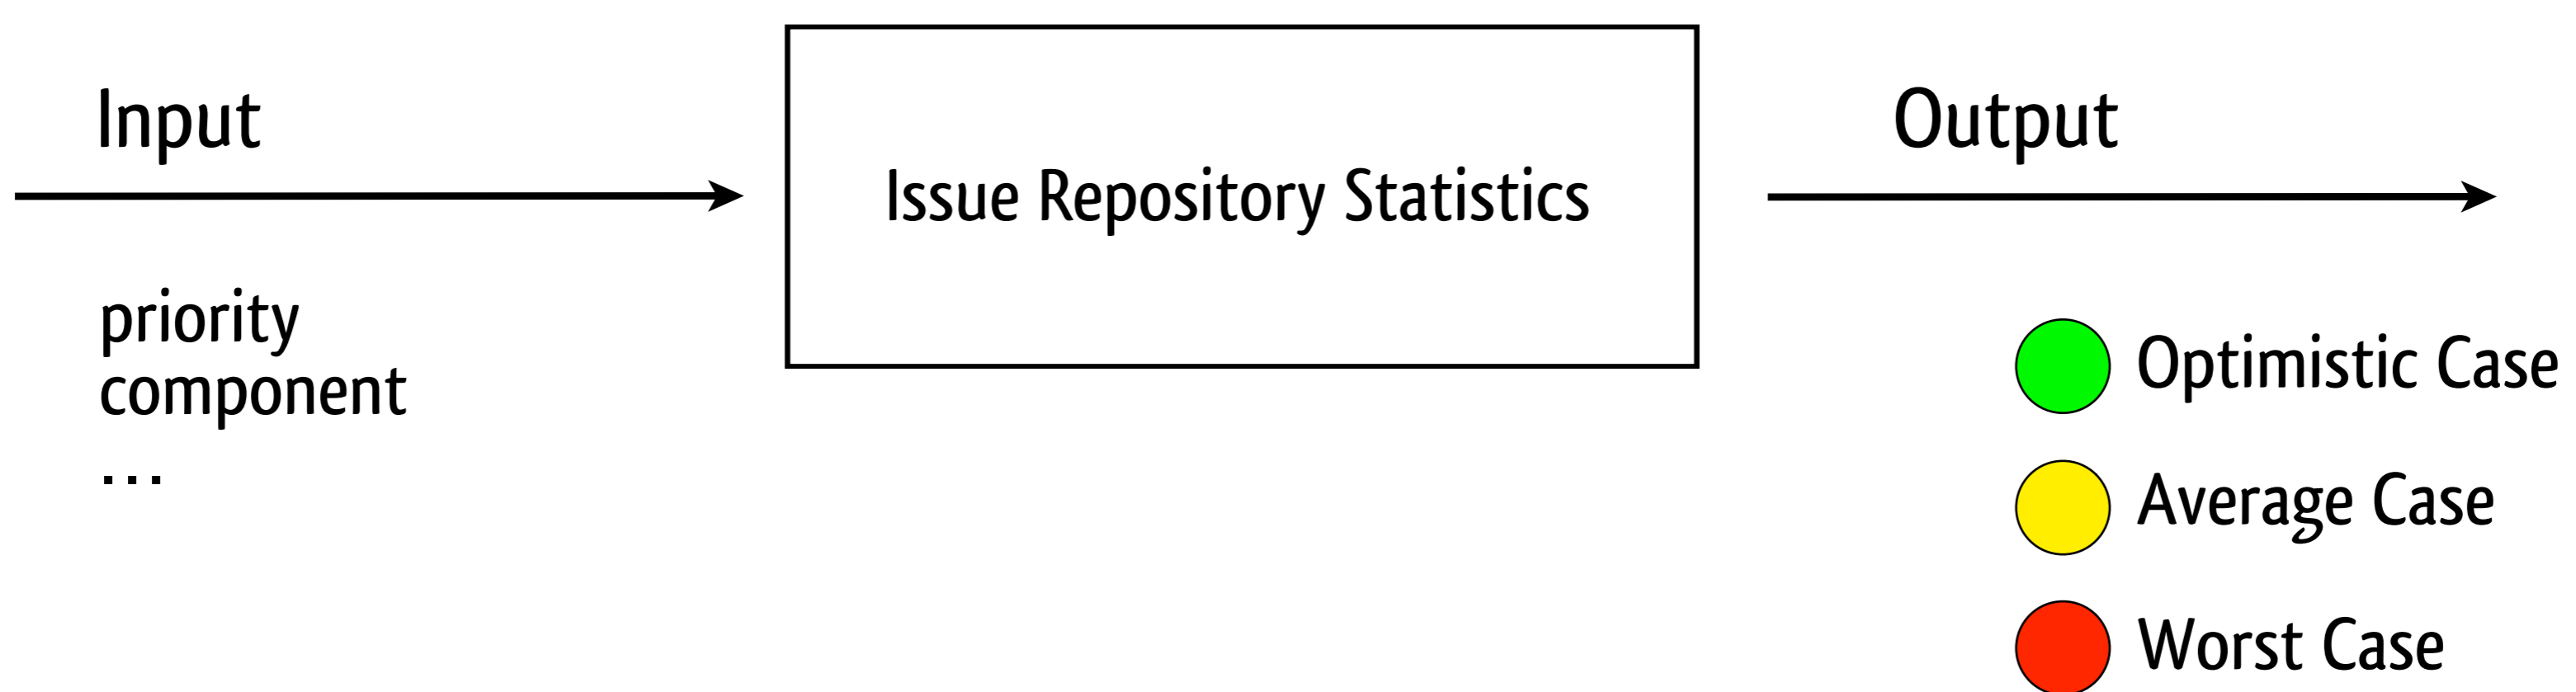 Input
priority
component
...
Issue Repository Statistics
Output
Optimistic Case
Average Case
Worst Case